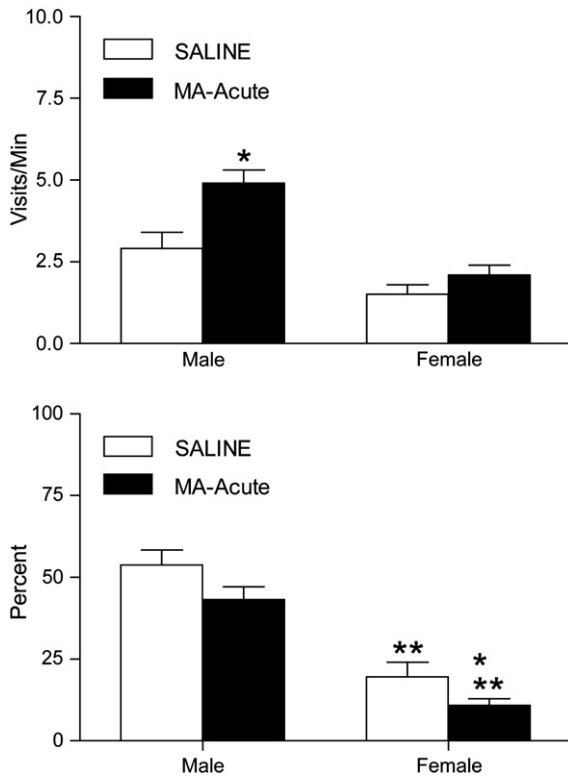 10.0
SALINE
MA-Acute
7.5
*
5.0
Visits/Min
2.5
0.0
Male Female
100
SALINE
MA-Acute
75
50
Percent
** *
25
**
0
Male Female